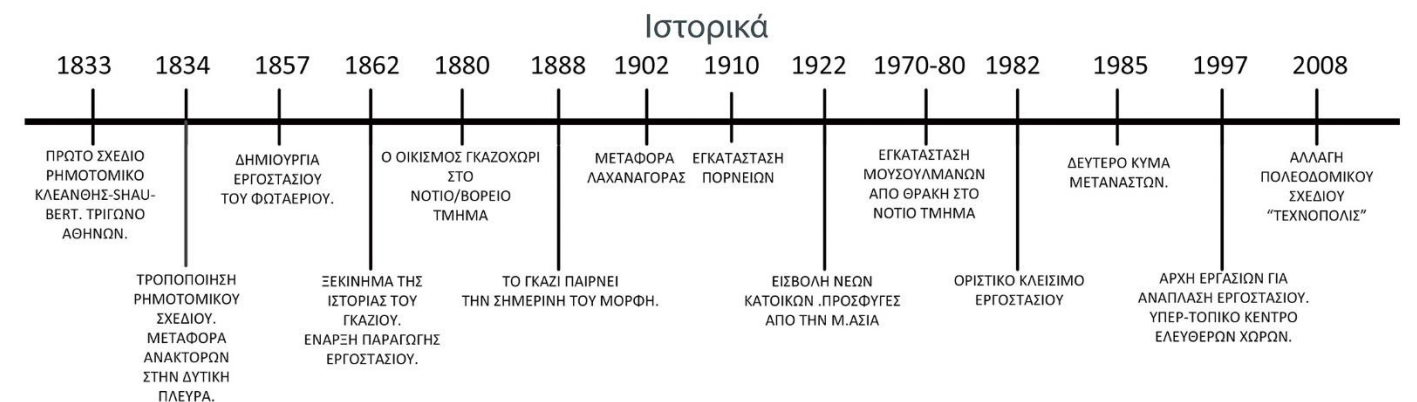 Ιστορικά
1833 1834 1857 1862 1880 1888 1902 1910 1922 1970-80 1982 1985 1997 2008
ΠΡΩΤΟ ΣΧΕΔΙΟ
ΡΗΜΟΤΟΜΙΚΟ
ΚΛΕΑΝΘΗΣ-SHAU-
BERT. ΤΡΙΓΩΝΟ
ΑΘΗΝΩΝ.
ΤΡΟΠΟΠΟΙΗΣΗ
ΡΗΜΟΤΟΜΙΚΟΥ
ΣΧΕΔΙΟΥ.
ΜΕΤΑΦΟΡΑ
ΑΝΑΚΤΟΡΩΝ
ΣΤΗΝ ΔΥΤΙΚΗ
ΠΛΕΥΡΑ.
ΔΗΜΙΟΥΡΓΙΑ
ΕΡΓΟΣΤΑΣΙΟΥ
ΤΟΥ ΦΩΤΑΕΡΙΟΥ.
ΞΕΚΙΝΗΜΑ ΤΗΣ
ΙΣΤΟΡΙΑΣ ΤΟΥ
ΓΚΑΖΙΟΥ.
ΕΝΑΡΞΗ ΠΑΡΑΓΩΓΗΣ
ΕΡΓΟΣΤΑΣΙΟΥ.
Ο ΟΙΚΙΣΜΟΣ ΓΚΑΖΟΧΩΡΙ
ΣΤΟ
ΝΟΤΙΟ/ΒΟΡΕΙΟ
ΤΜΗΜΑ
ΤΟ ΓΚΑΖΙ ΠΑΙΡΝΕΙ
ΤΗΝ ΣΗΜΕΡΙΝΗ ΤΟΥ ΜΟΡΦΗ.
ΜΕΤΑΦΟΡΑ
ΛΑΧΑΝΑΓΟΡΑΣ
ΕΓΚΑΤΑΣΤΑΣΗ
ΠΟΡΝΕΙΩΝ
ΕΙΣΒΟΛΗ ΝΕΩΝ
ΚΑΤΟΙΚΩΝ .ΠΡΟΣΦΥΓΕΣ
ΑΠΟ ΤΗΝ Μ.ΑΣΙΑ
ΕΓΚΑΤΑΣΤΑΣΗ
ΜΟΥΣΟΥΛΜΑΝΩΝ
ΑΠΟ ΘΡΑΚΗ ΣΤΟ
ΝΟΤΙΟ ΤΜΗΜΑ
ΟΡΙΣΤΙΚΟ ΚΛΕΙΣΙΜΟ
ΕΡΓΟΣΤΑΣΙΟΥ
ΔΕΥΤΕΡΟ ΚΥΜΑ
ΜΕΤΑΝΑΣΤΩΝ.
ΑΡΧΗ ΕΡΓΑΣΙΩΝ ΓΙΑ
ΑΝΑΠΛΑΣΗ ΕΡΓΟΣΤΑΣΙΟΥ.
ΥΠΕΡ-ΤΟΠΙΚΟ ΚΕΝΤΡΟ
ΕΛΕΥΘΕΡΩΝ ΧΩΡΩΝ.
ΑΛΛΑΓΗ
ΠΟΛΕΟΔΟΜΙΚΟΥ
ΣΧΕΔΙΟΥ
“ΤΕΧΝΟΠΟΛΙΣ”